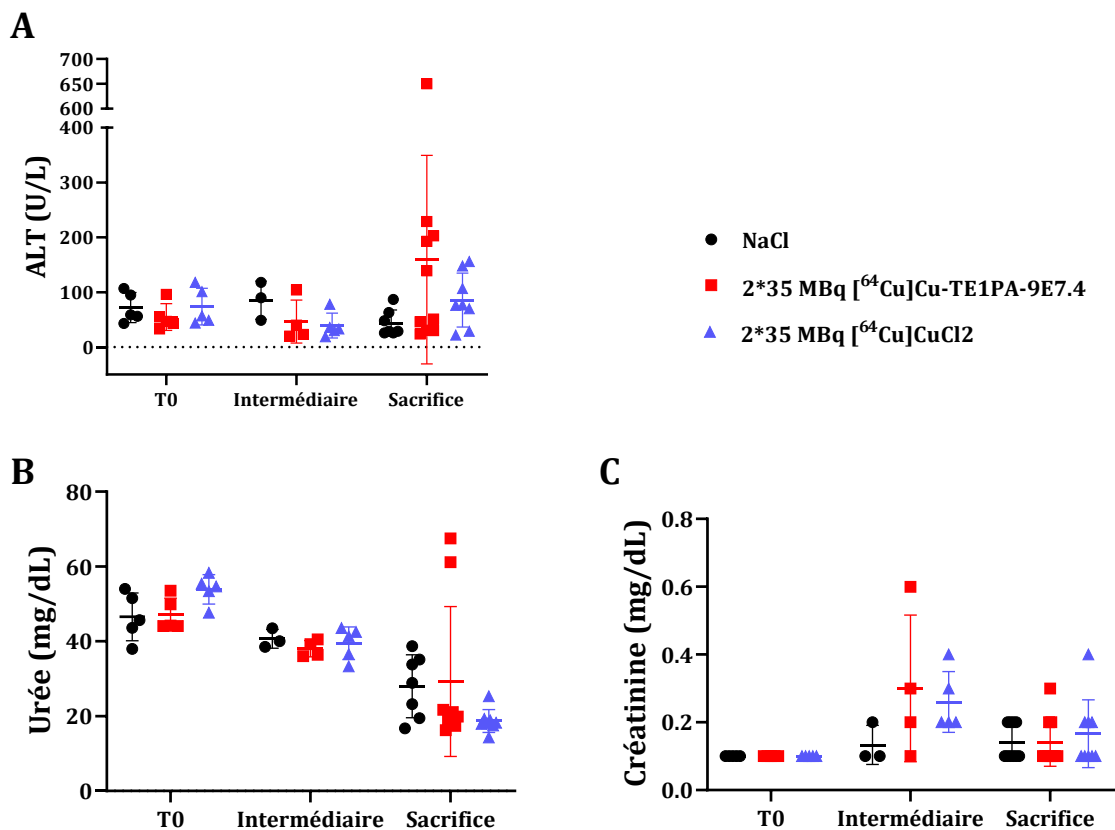 A
ALT (U/L)
700
650
600
400
300
200
100
0
T0 Intermédiaire Sacrifice
NaCl
2*35 MBq [⁶⁴Cu]Cu-TE1PA-9E7.4
2*35 MBq [⁶⁴Cu]CuCl2
B
Urée (mg/dL)
80
60
40
20
0
T0 Intermédiaire Sacrifice
C
Créatinine (mg/dL)
0.8
0.6
0.4
0.2
0.0
T0 Intermédiaire Sacrifice